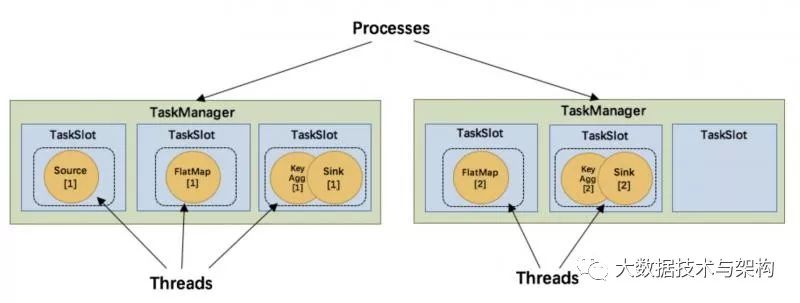 Processes
TaskManager
TaskSlot
TaskSlot
TaskSlot
Source
[1]
FlatMap
[1]
Key
Agg
[1]
Sink
[1]
Threads
TaskManager
TaskSlot
TaskSlot
TaskSlot
FlatMap
[2]
Key
Agg
[2]
Sink
[2]
Threads
大数据技术与架构